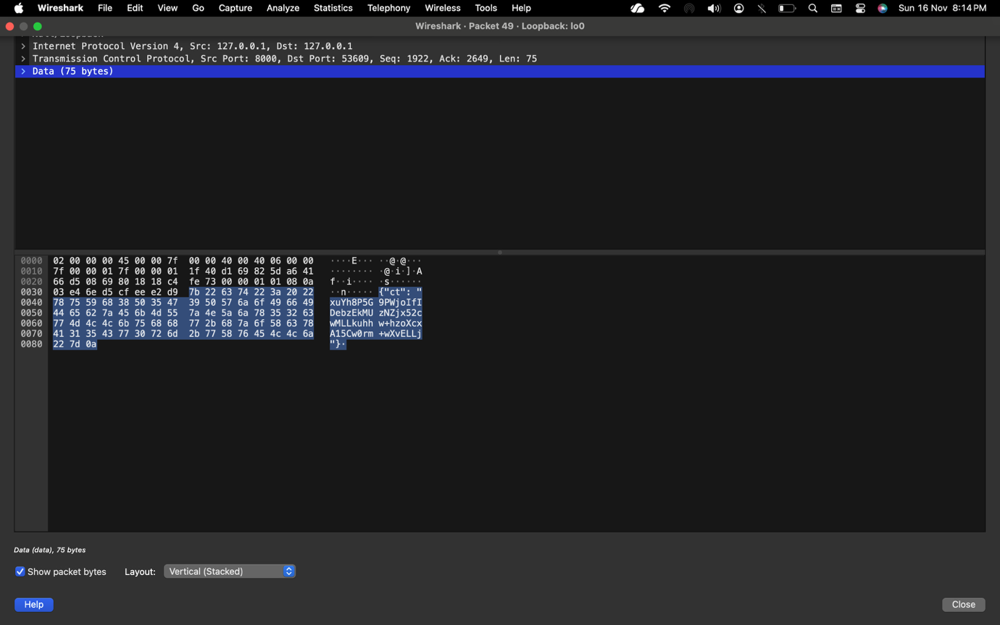 Wireshark File Edit View Go Capture Analyze Statistics Telephony Wireless Tools Help Sun 16 Nov 8:14 PM
Wireshark · Packet 49 · Loopback: lo0
> Internet Protocol Version 4, Src: 127.0.0.1, Dst: 127.0.0.1
> Transmission Control Protocol, Src Port: 8000, Dst Port: 53609, Seq: 1922, Ack: 2649, Len: 75
> Data (75 bytes)
0000 02 00 00 00 45 00 00 7f 00 00 40 00 40 06 00 00 ····E··· ··@·@···
0010 7f 00 00 01 7f 00 00 01 1f 40 d1 69 82 5d a6 41 ········ ·@·i·]·A
0020 66 d5 08 69 80 18 18 c4 fe 73 00 00 01 01 08 0a f··i···· ·s······
0030 03 e4 6e d5 cf ee e2 d9 7b 22 63 74 22 3a 20 22 ··n····· {"ct": "
0040 78 75 59 68 38 50 35 47 39 50 57 6a 6f 49 66 49 xuYh8P5G 9PWjoIfI
0050 44 65 62 7a 45 6b 4d 55 7a 4e 5a 6a 78 35 32 63 DebzEkMU zNZjx52c
0060 77 4d 4c 4c 6b 75 68 68 77 2b 68 7a 6f 58 63 78 wMLLkuhh w+hzoXcx
0070 41 31 35 43 77 30 72 6d 2b 77 58 76 45 4c 4c 6a A15Cw0rm +wXvELLj
0080 22 7d 0a "}·
Data (data), 75 bytes
Show packet bytes Layout: Vertical (Stacked)
Help Close